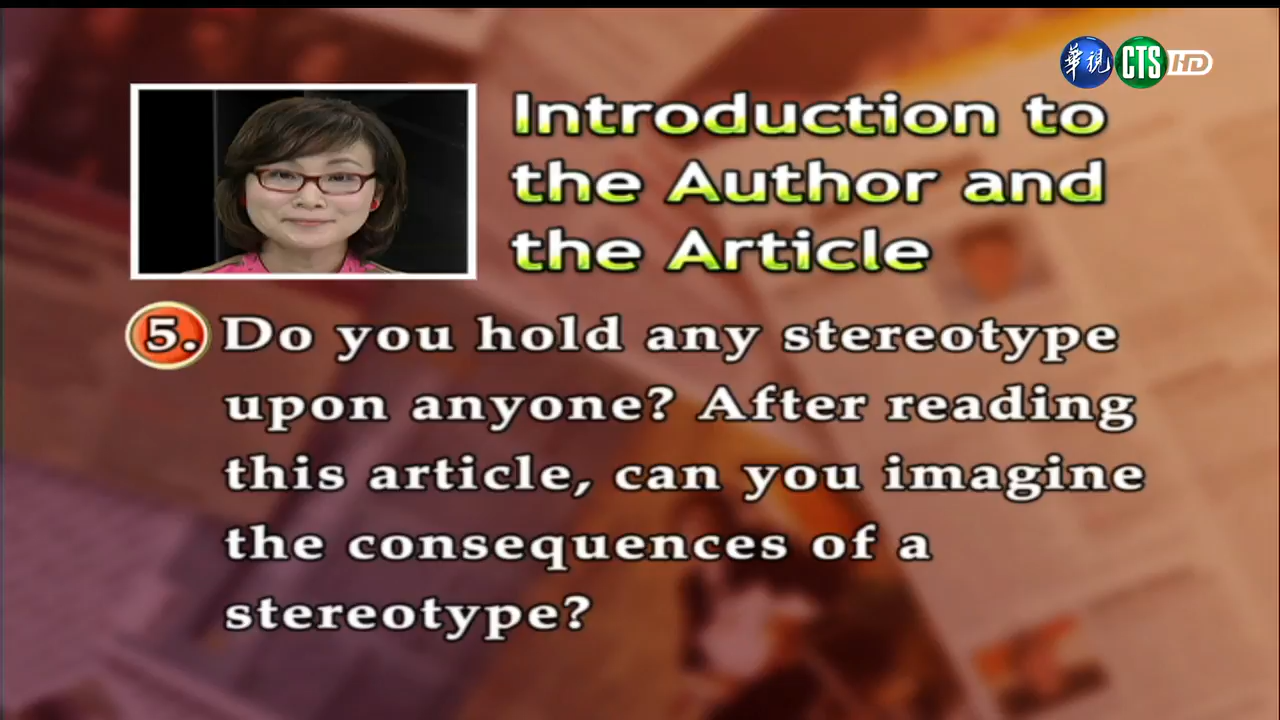 華視 CTS HD
Introduction to
the Author and
the Article
5. Do you hold any stereotype
upon anyone? After reading
this article, can you imagine
the consequences of a
stereotype?